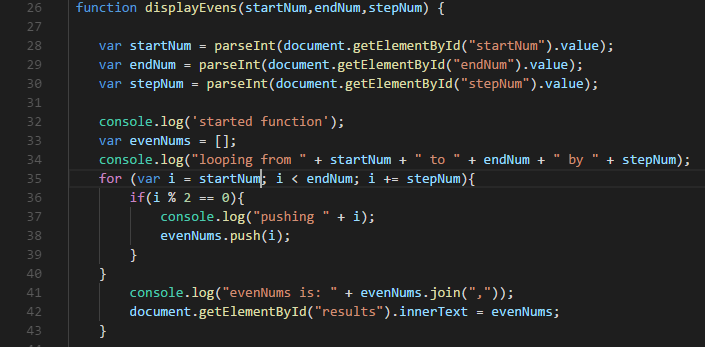 26 function displayEvens(startNum,endNum,stepNum) {
27
28 var startNum = parseInt(document.getElementById("startNum").value);
29 var endNum = parseInt(document.getElementById("endNum").value);
30 var stepNum = parseInt(document.getElementById("stepNum").value);
31
32 console.log('started function');
33 var evenNums = [];
34 console.log("looping from " + startNum + " to " + endNum + " by " + stepNum);
35 for (var i = startNum; i < endNum; i += stepNum){
36 if(i % 2 == 0){
37 console.log("pushing " + i);
38 evenNums.push(i);
39 }
40 }
41 console.log("evenNums is: " + evenNums.join(","));
42 document.getElementById("results").innerText = evenNums;
43 }